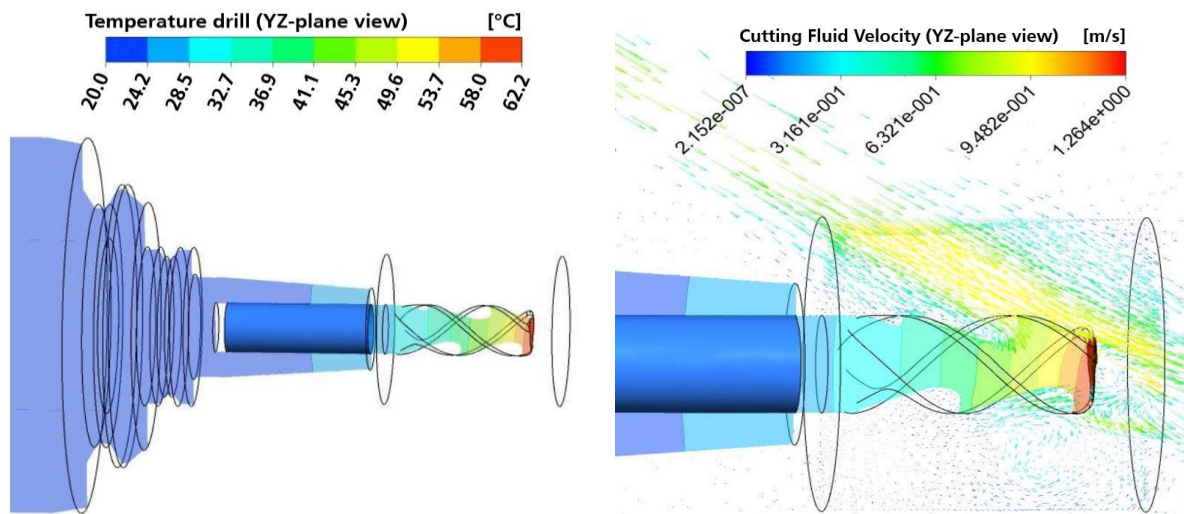 Temperature drill (YZ-plane view) [°C]
20.0
24.2
28.5
32.7
36.9
41.1
45.3
49.6
53.7
58.0
62.2
Cutting Fluid Velocity (YZ-plane view) [m/s]
2.152e-007
3.161e-001
6.321e-001
9.482e-001
1.264e+000